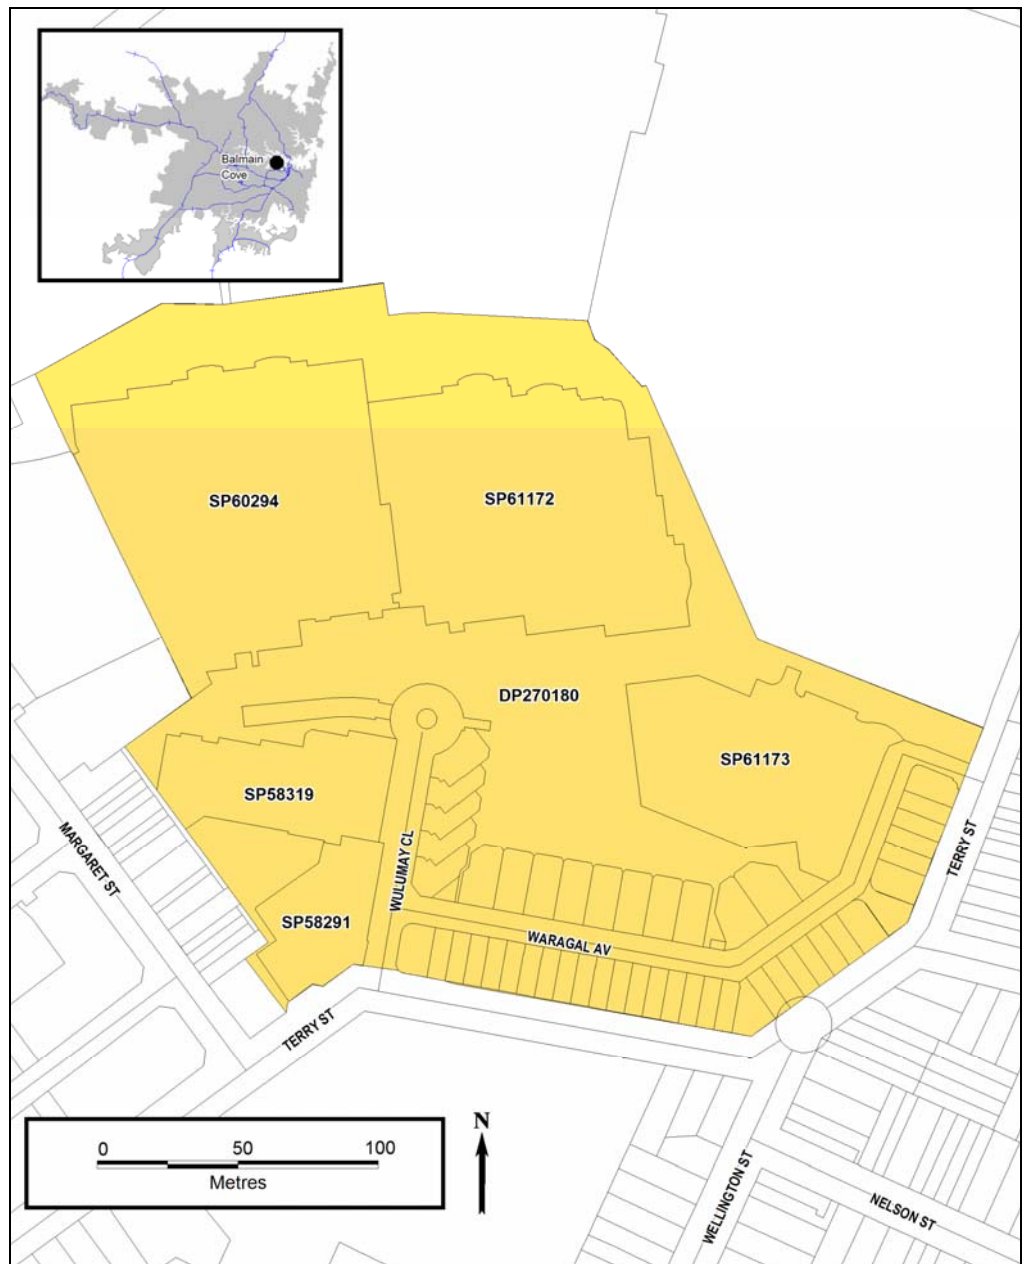 Balmain
Cove
SP60294
SP61172
DP270180
SP61173
SP58319
MARGARET ST
WULUMAY CL
TERRY ST
SP58291
WARAGAL AV
TERRY ST
N
0 50 100
Metres
WELLINGTON ST
NELSON ST